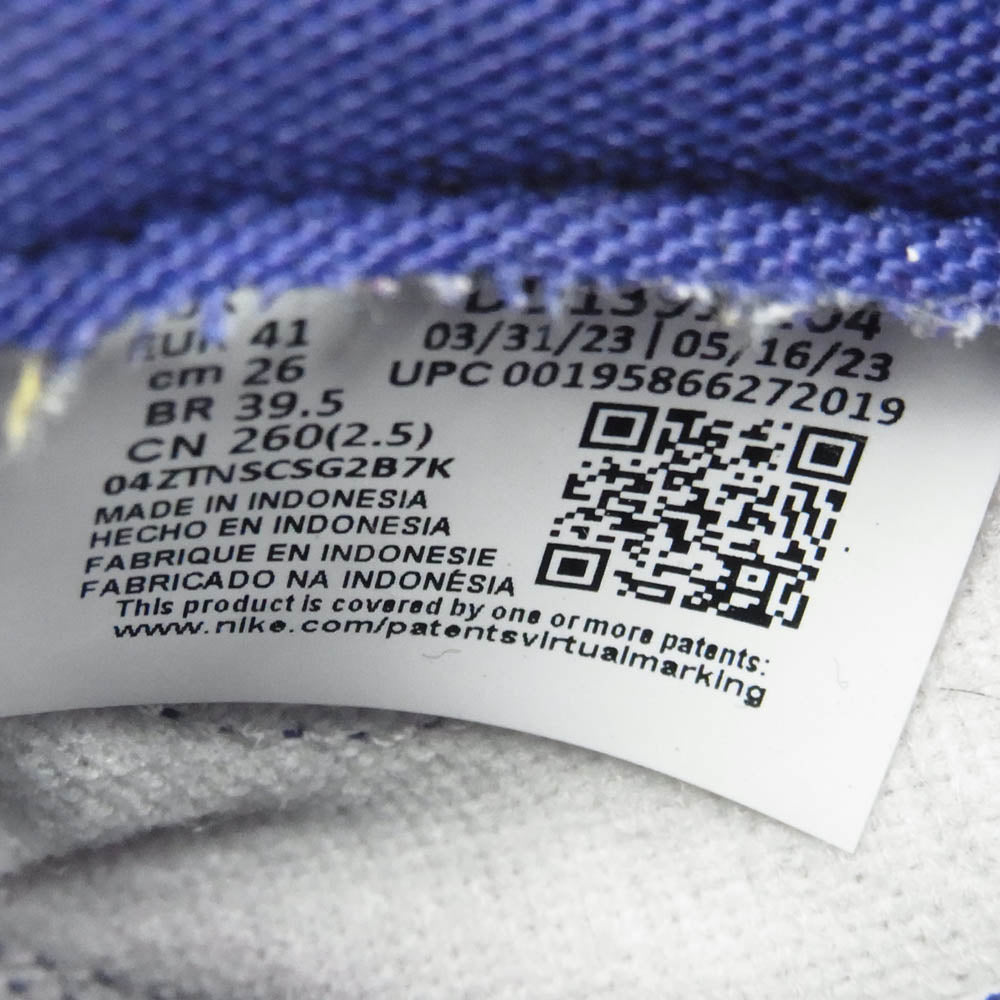 EUR 41
cm 26
BR 39.5
CN 260(2.5)
04ZTNSCSG2B7K
MADE IN INDONESIA
HECHO EN INDONESIA
FABRIQUE EN INDONESIE
FABRICADO NA INDONÉSIA
This product is covered by one or more patents:
www.nike.com/patentsvirtualmarking
03/31/23 | 05/16/23
UPC 00195866272019